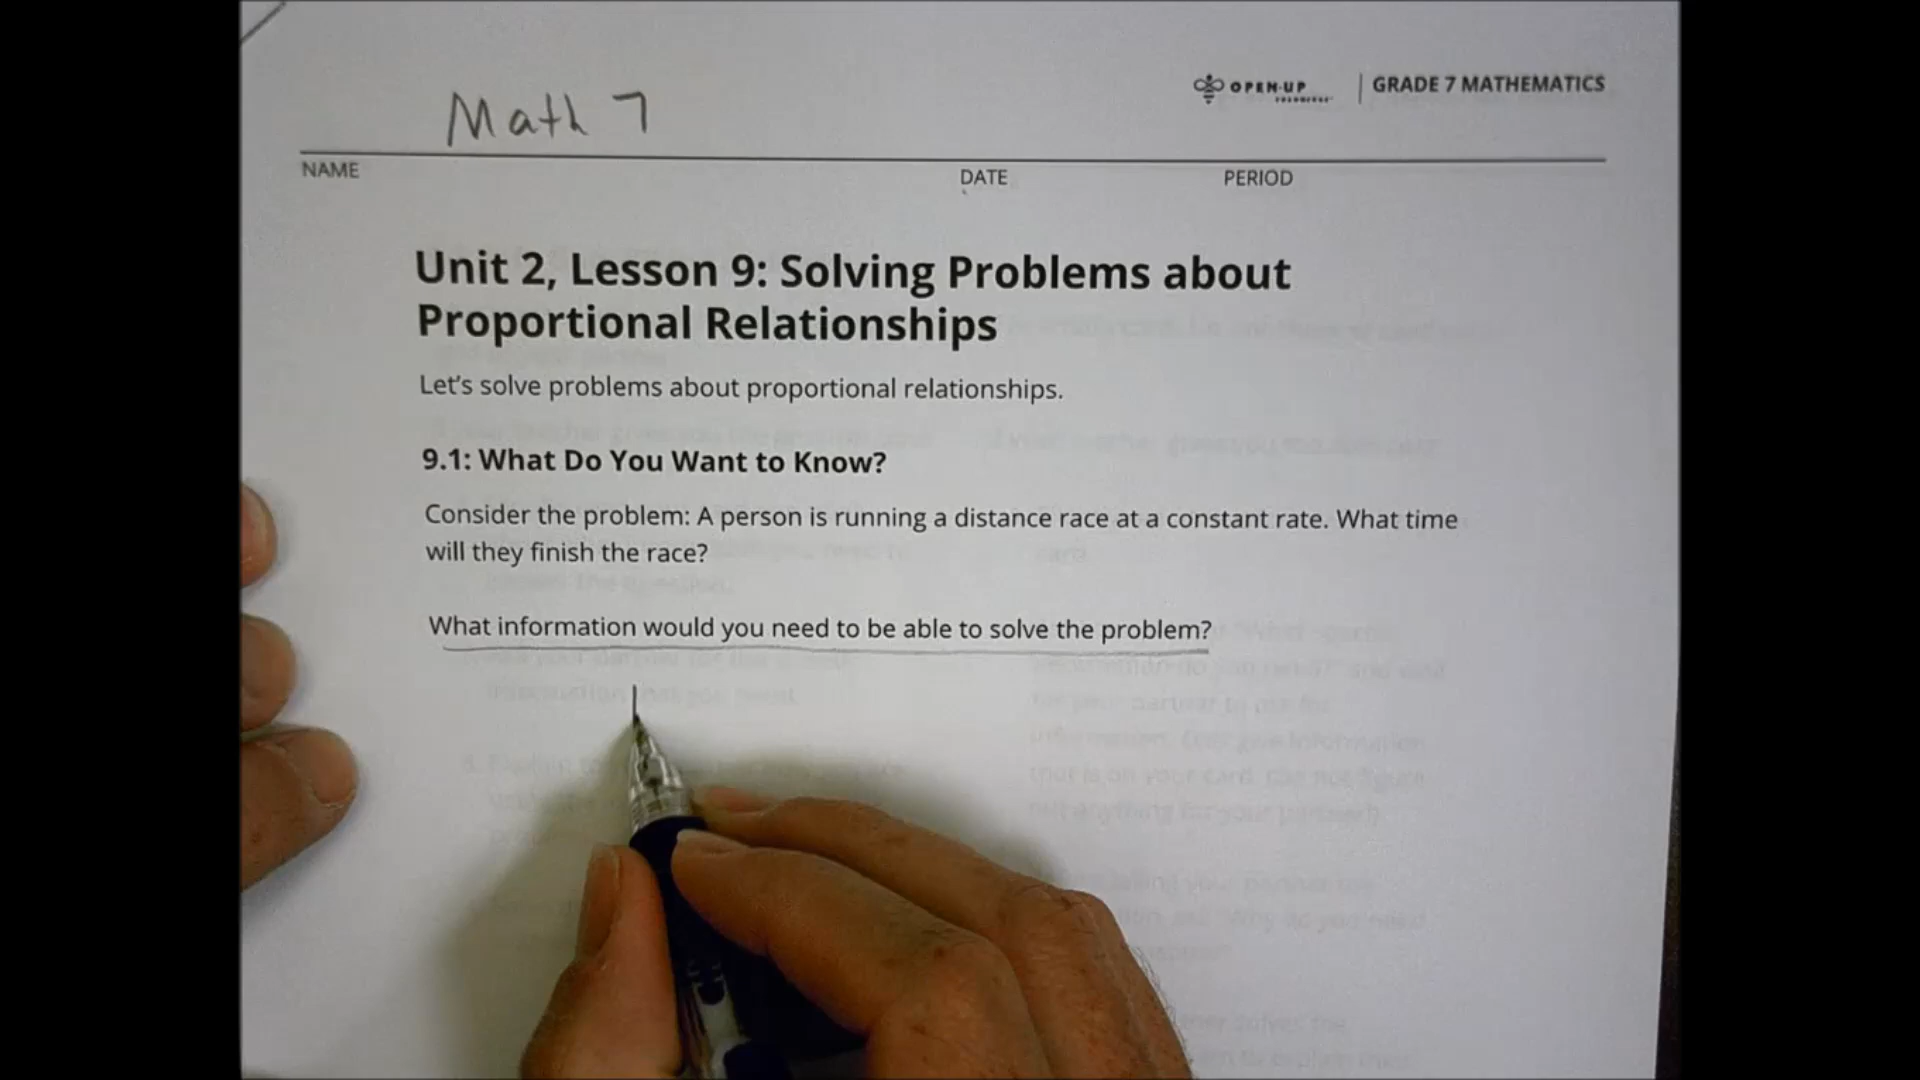 Math 7
OPEN-UP
GRADE 7 MATHEMATICS
NAME DATE PERIOD
Unit 2, Lesson 9: Solving Problems about
Proportional Relationships
Let's solve problems about proportional relationships.
9.1: What Do You Want to Know?
Consider the problem: A person is running a distance race at a constant rate. What time
will they finish the race?
What information would you need to be able to solve the problem?